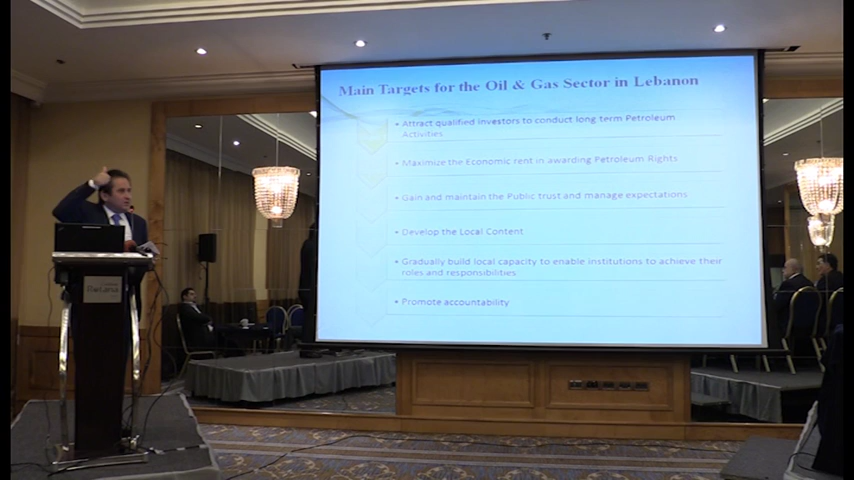 Main Targets for the Oil & Gas Sector in Lebanon
• Attract qualified investors to conduct long term Petroleum
Activities
• Maximize the Economic rent in awarding Petroleum Rights
• Gain and maintain the Public trust and manage expectations
• Develop the Local Content
• Gradually build local capacity to enable institutions to achieve their
roles and responsibilities
• Promote accountability
Rotana